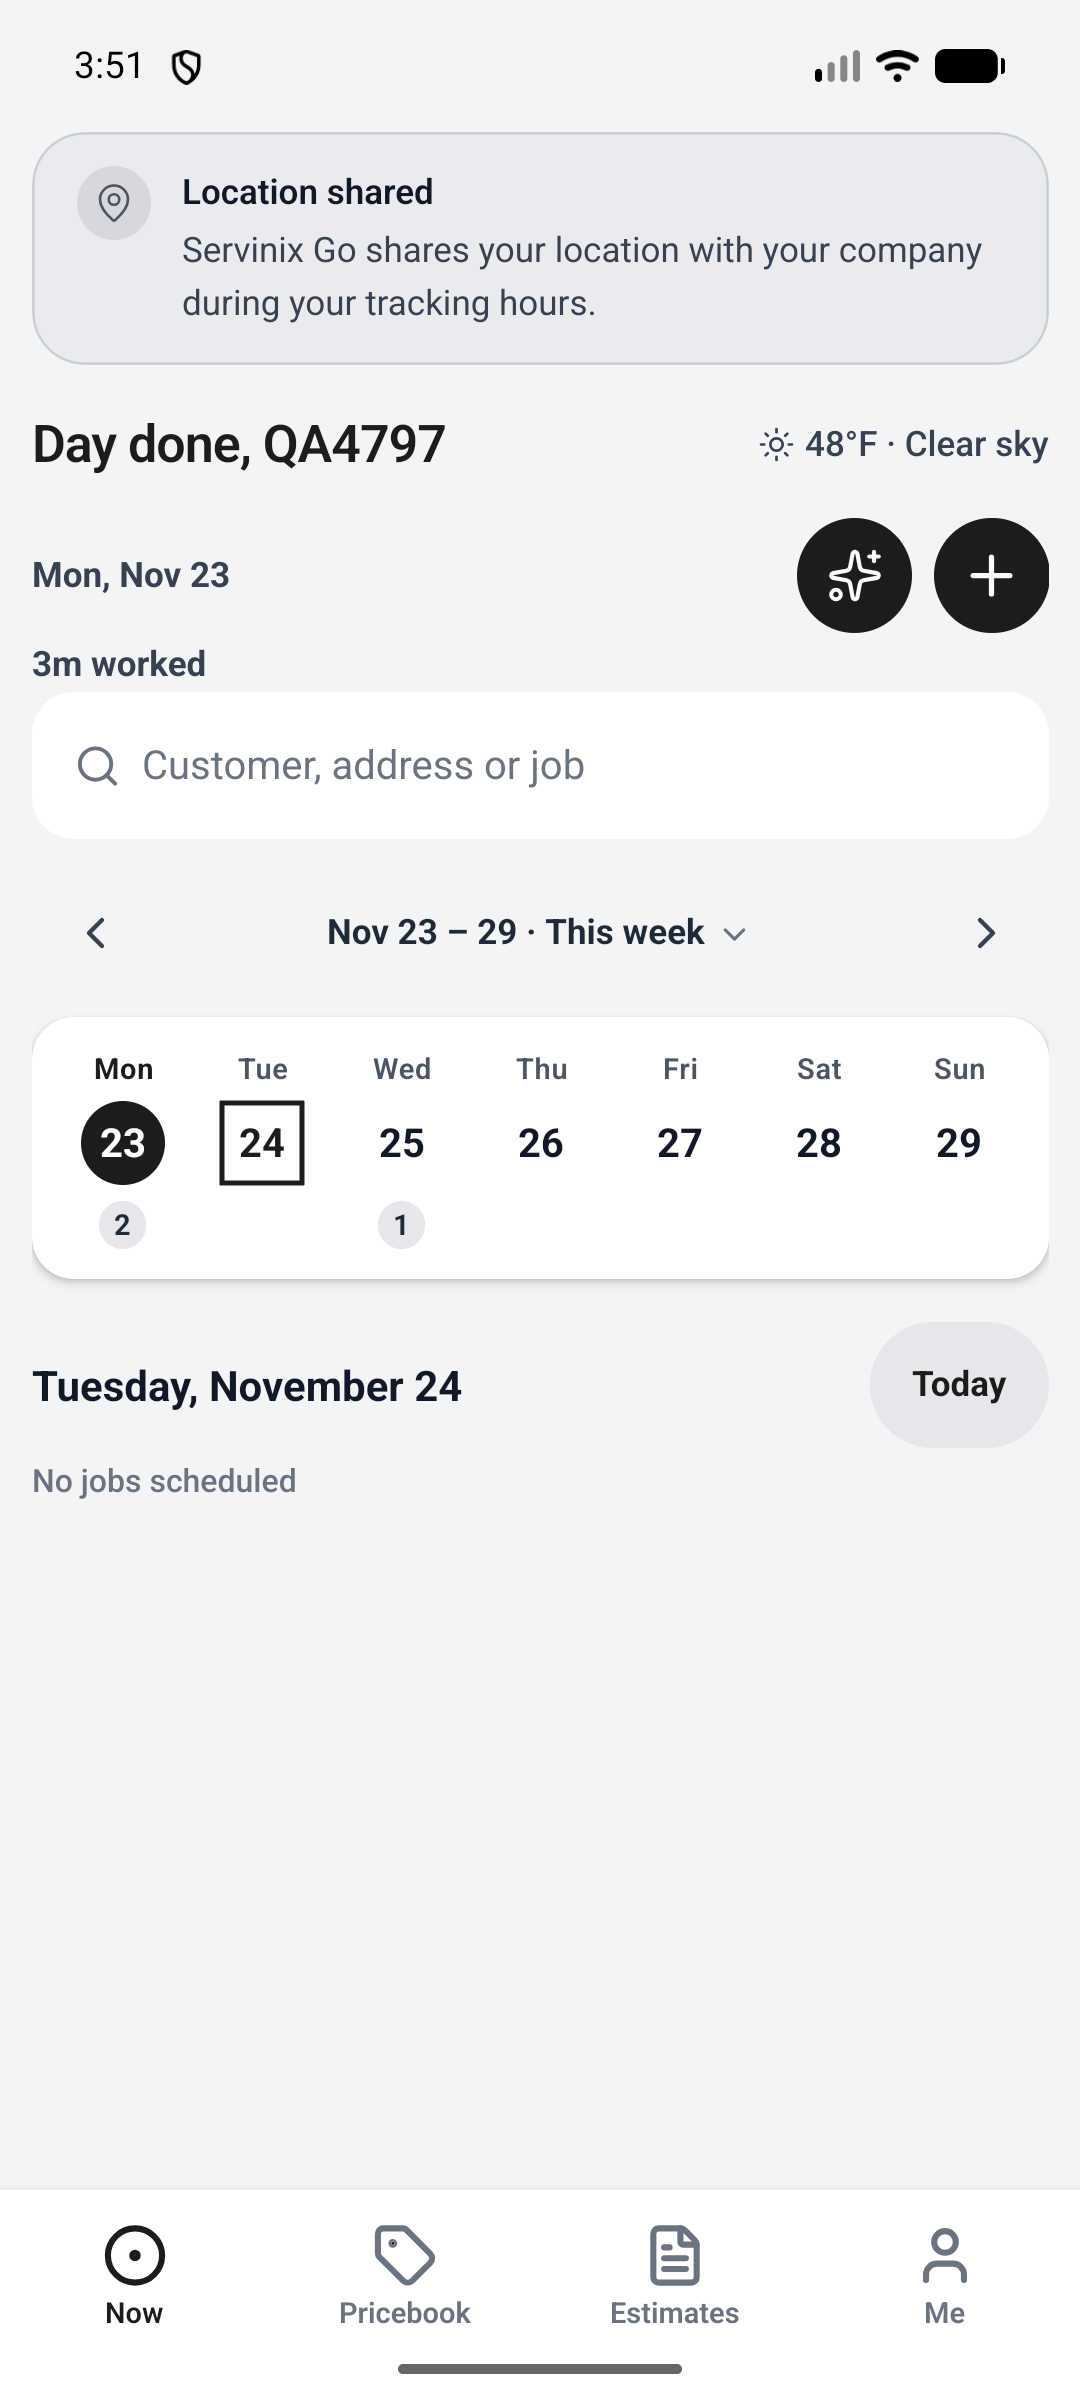 3:51
Location shared
Servinix Go shares your location with your company
during your tracking hours.
Day done, QA4797
48°F · Clear sky
Mon, Nov 23
3m worked
Customer, address or job
Nov 23 – 29 · This week
Mon Tue Wed Thu Fri Sat Sun
23 24 25 26 27 28 29
2 1
Tuesday, November 24
Today
No jobs scheduled
Now Pricebook Estimates Me